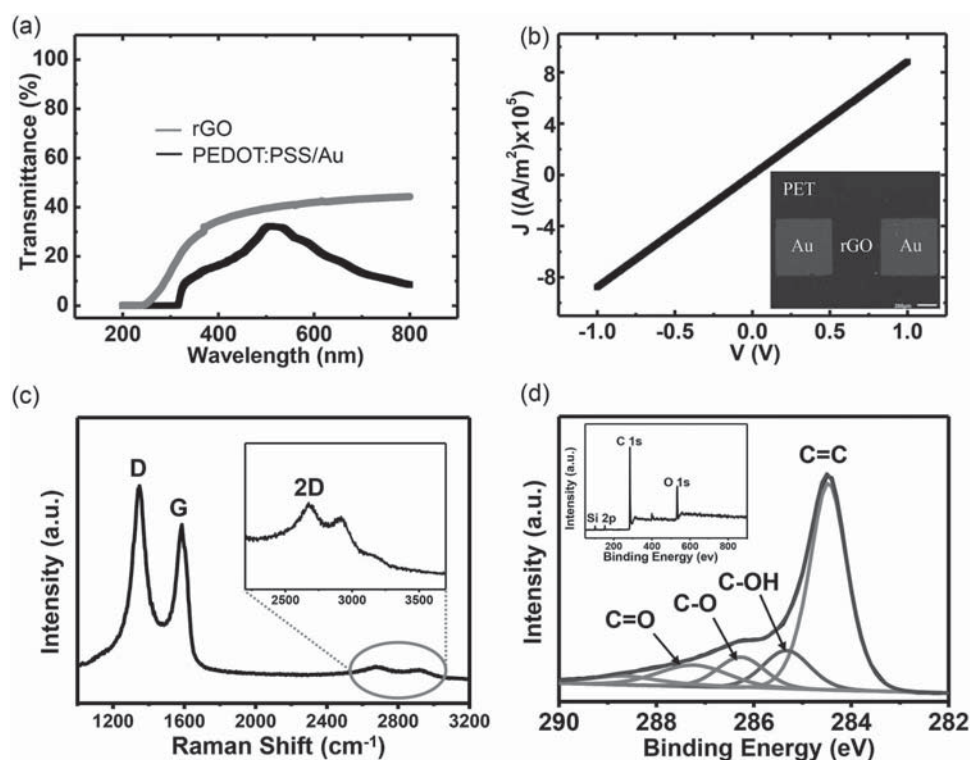 (a)
100
80
60
40
20
0
Transmittance (%)
rGO
PEDOT:PSS/Au
200 400 600 800
Wavelength (nm)
(b)
8
4
0
-4
-8
J ((A/m²)x10⁵)
PET
Au rGO Au
-1.0 -0.5 0.0 0.5 1.0
V (V)
(c)
Intensity (a.u.)
D
G
2D
2500 3000 3500
1200 1600 2000 2400 2800 3200
Raman Shift (cm⁻¹)
(d)
Intensity (a.u.)
Intensity (a.u.)
C 1s
O 1s
Si 2p
200 400 600 800
Binding Energy (ev)
C=C
C-OH
C-O
C=O
290 288 286 284 282
Binding Energy (eV)